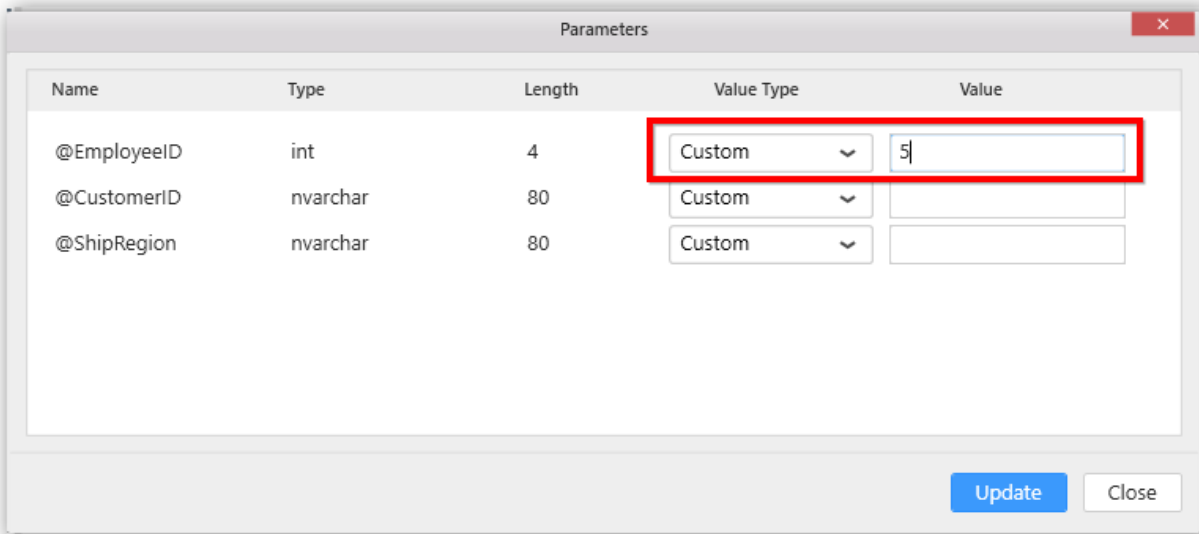 Parameters
Name Type Length Value Type Value
@EmployeeID int 4 Custom 5
@CustomerID nvarchar 80 Custom
@ShipRegion nvarchar 80 Custom
Update Close